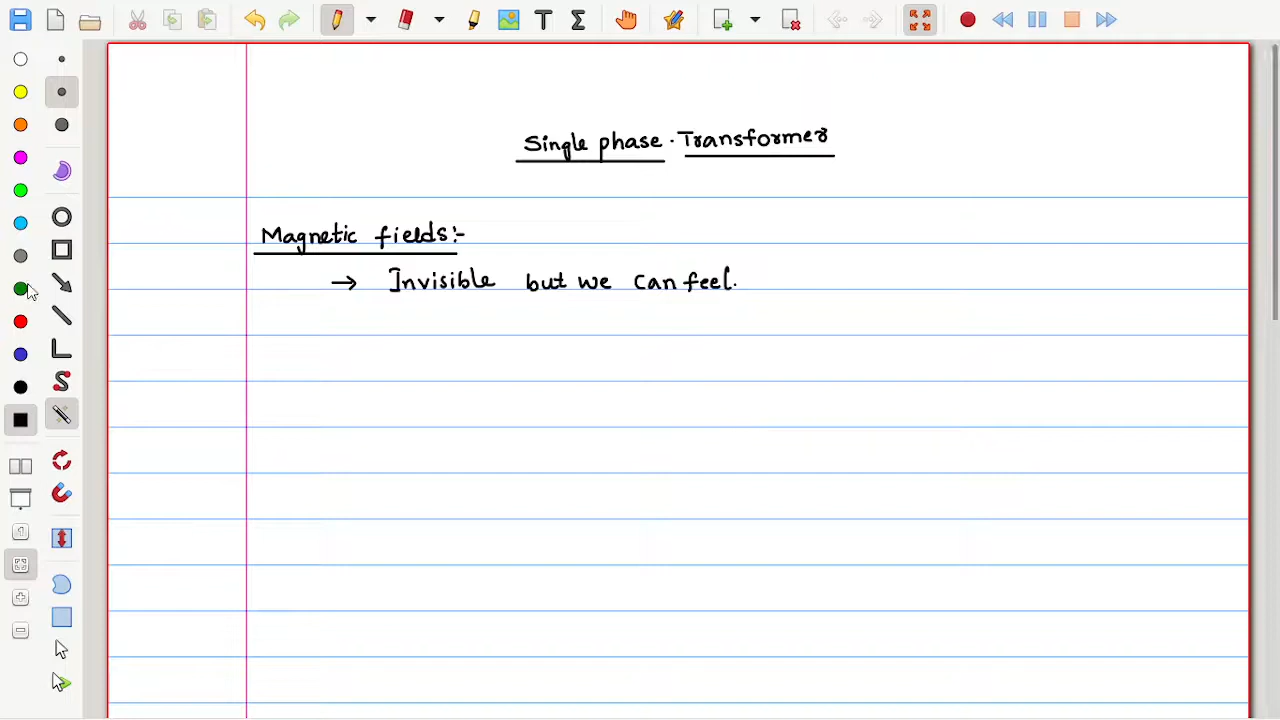 Single phase · Transformer
Magnetic fields:-
→ Invisible but we can feel.